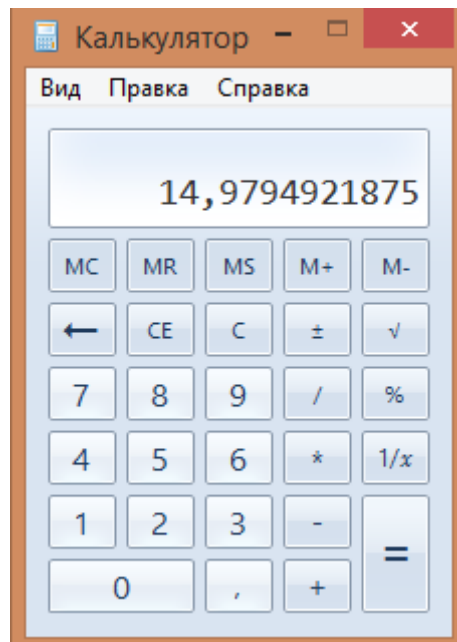 Калькулятор
Вид Правка Справка
14,9794921875
MC MR MS M+ M-
← CE C ± √
7 8 9 / %
4 5 6 * 1/x
1 2 3 - =
0 , +